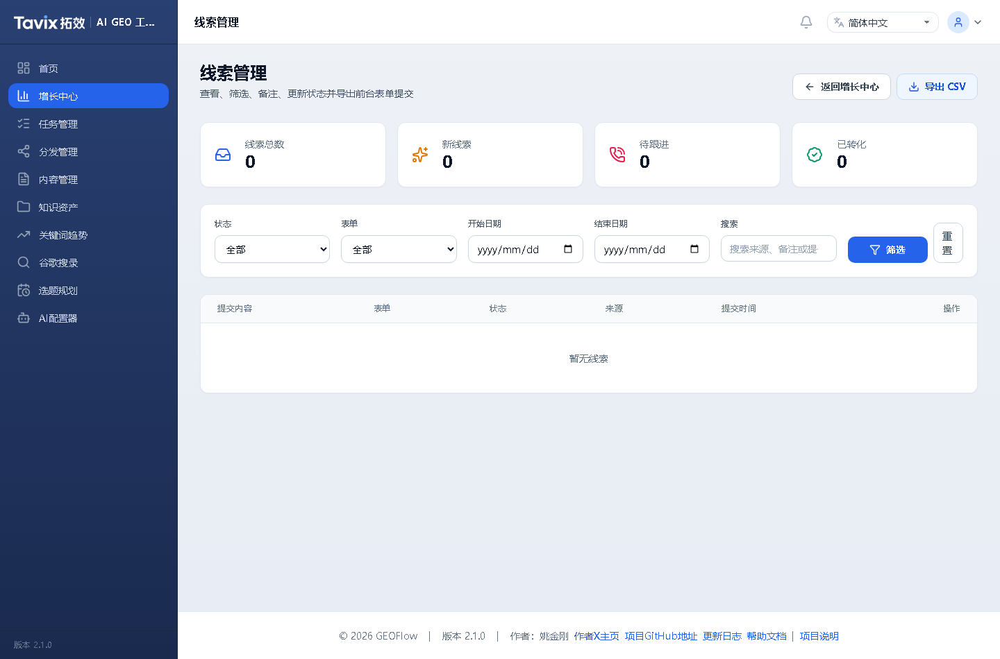 Tavix拓效 AI GEO 工...
线索管理
简体中文
首页
增长中心
任务管理
分发管理
内容管理
知识资产
关键词趋势
谷歌搜录
选题规划
AI配置器
版本 2.1.0
线索管理
查看、筛选、备注、更新状态并导出前台表单提交
返回增长中心
导出 CSV
线索总数
0
新线索
0
待跟进
0
已转化
0
状态
全部
表单
全部
开始日期
yyyy/mm/dd
结束日期
yyyy/mm/dd
搜索
搜索来源、备注或提
筛选
重
置
提交内容 表单 状态 来源 提交时间 操作
暂无线索
© 2026 GEOFlow | 版本 2.1.0 | 作者：姚金刚 作者X主页 项目GitHub地址 更新日志 帮助文档 | 项目说明